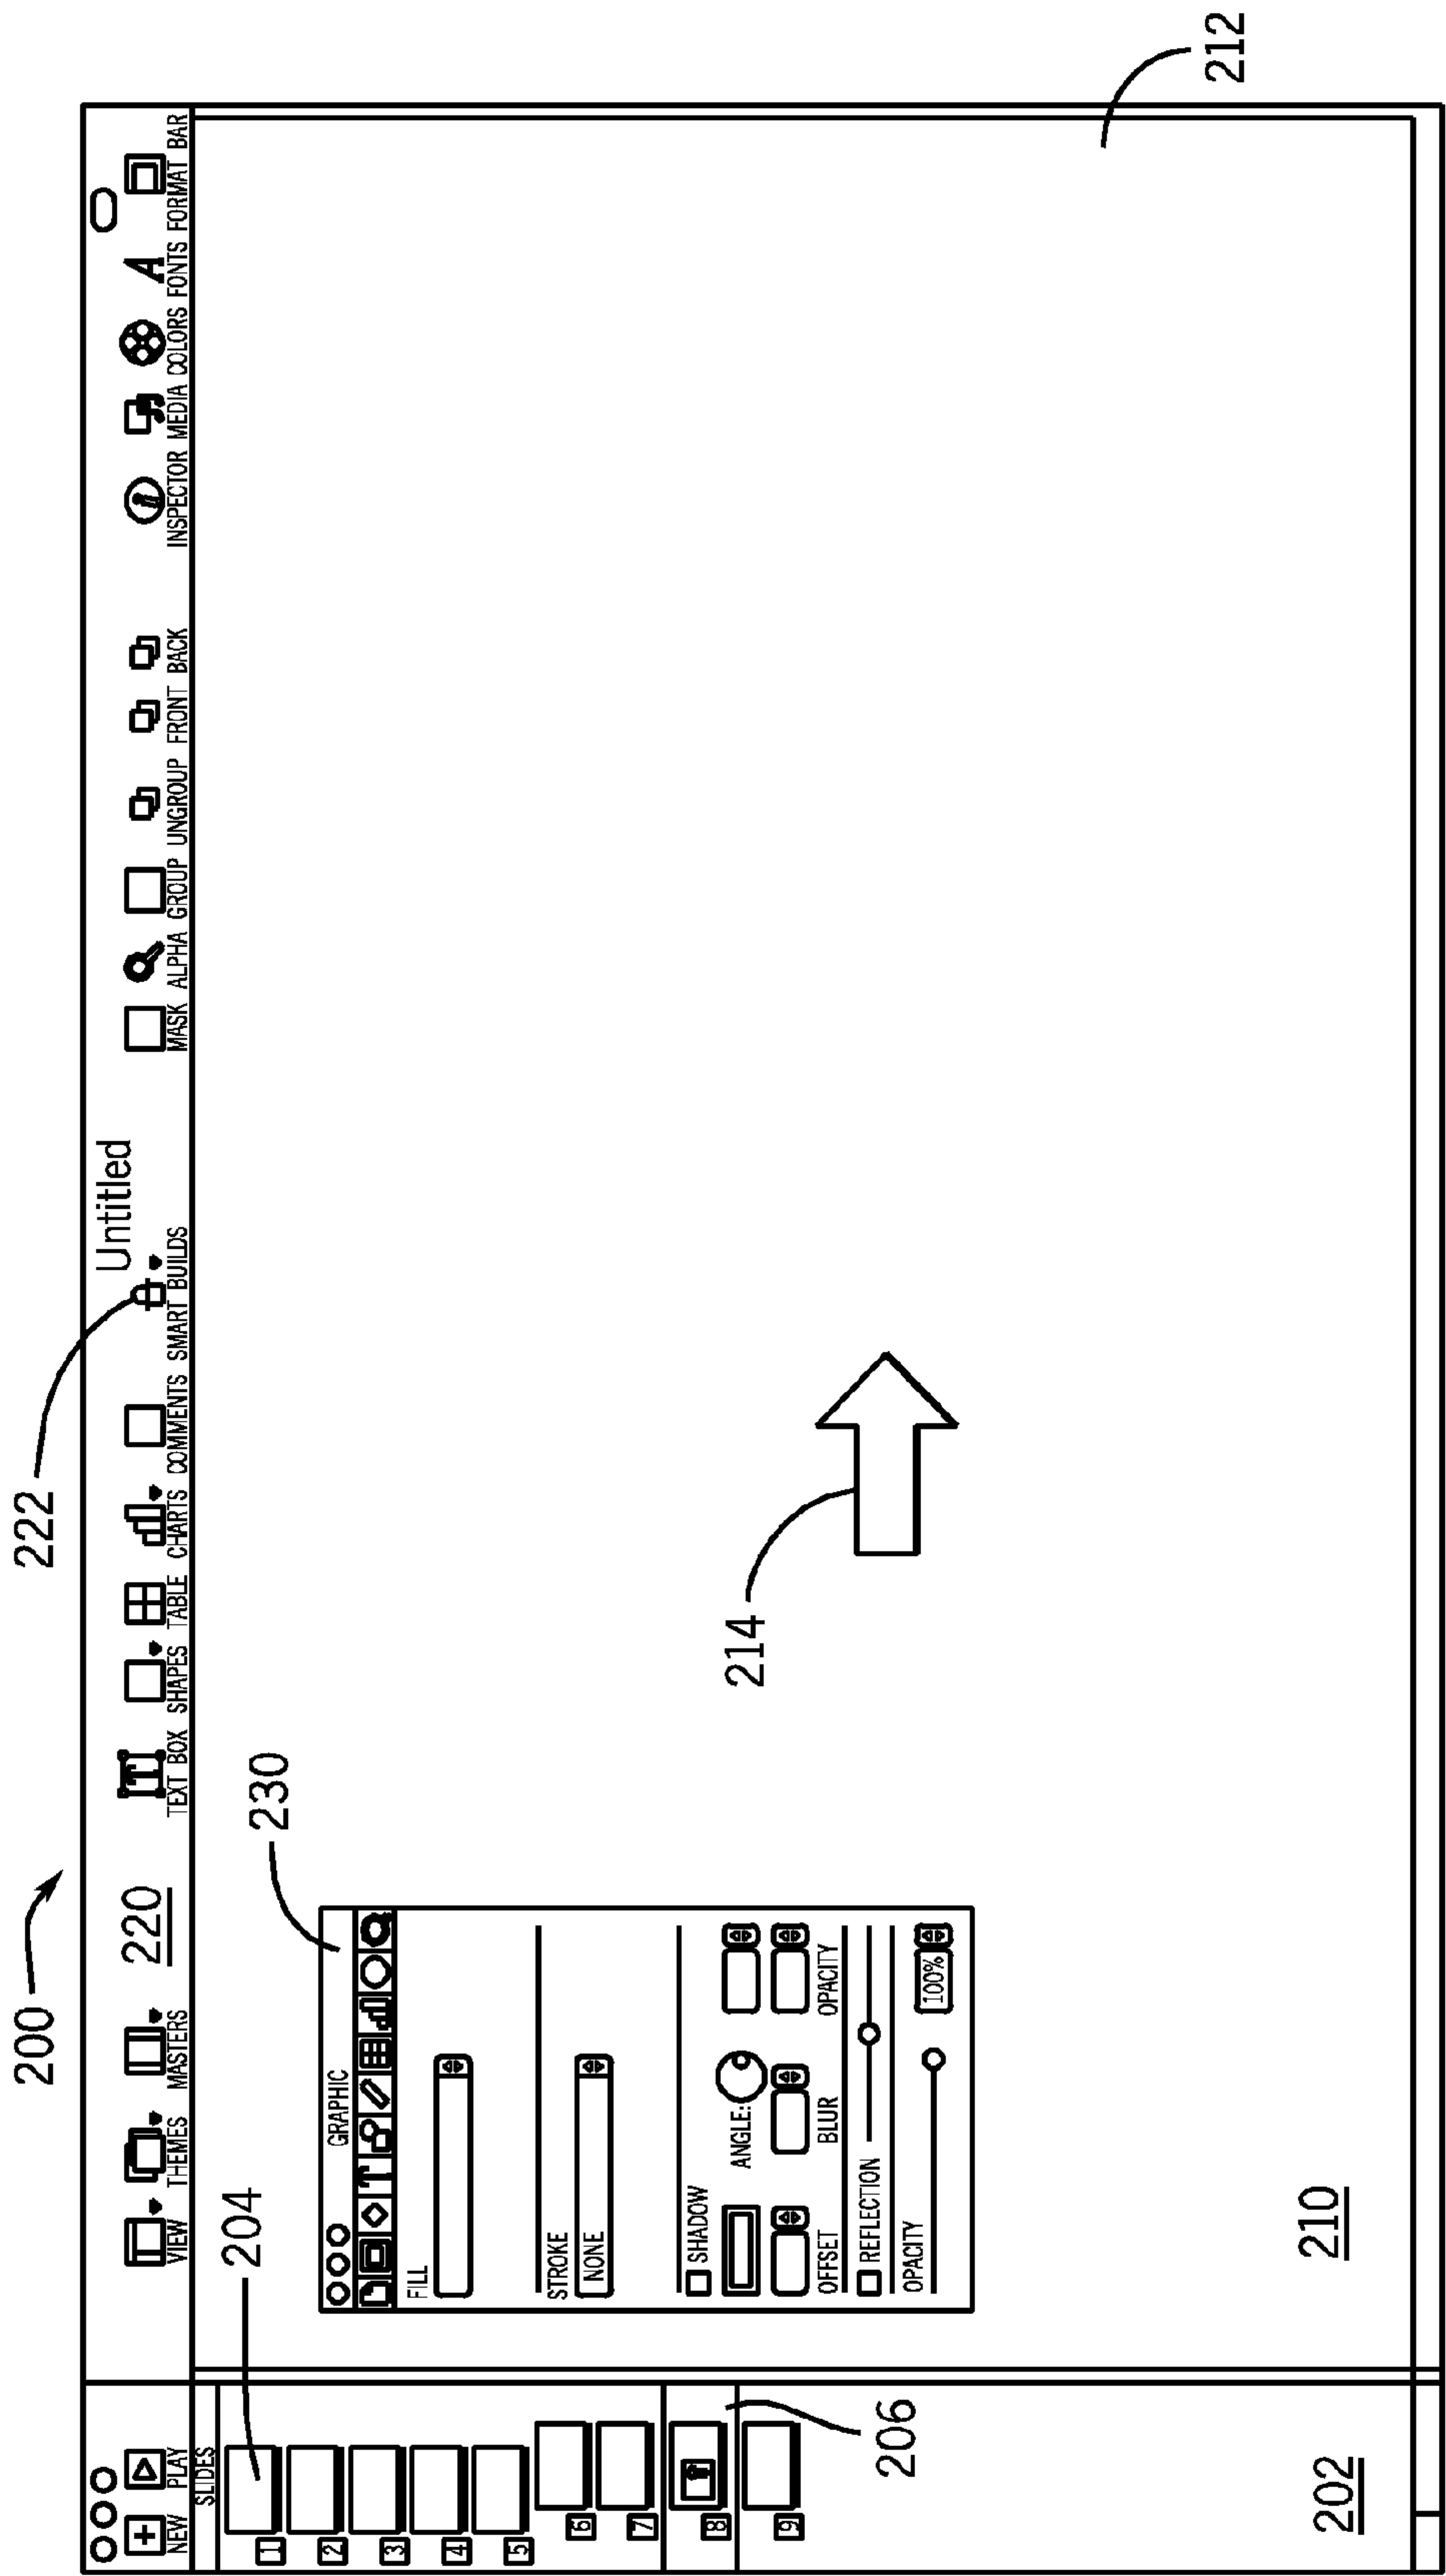 200
222
Untitled
NEW PLAY VIEW THEMES MASTERS 220 TEXT BOX SHAPES TABLE CHARTS COMMENTS SMART BUILDS MASK ALPHA GROUP UNGROUP FRONT BACK INSPECTOR MEDIA COLORS FONTS FORMAT BAR
SLIDES
204
230
1
2
3
4
5
6
7
8
9
206
202
GRAPHIC
FILL
STROKE
NONE
SHADOW
ANGLE:
OFFSET BLUR OPACITY
REFLECTION
OPACITY
100%
214
210
212